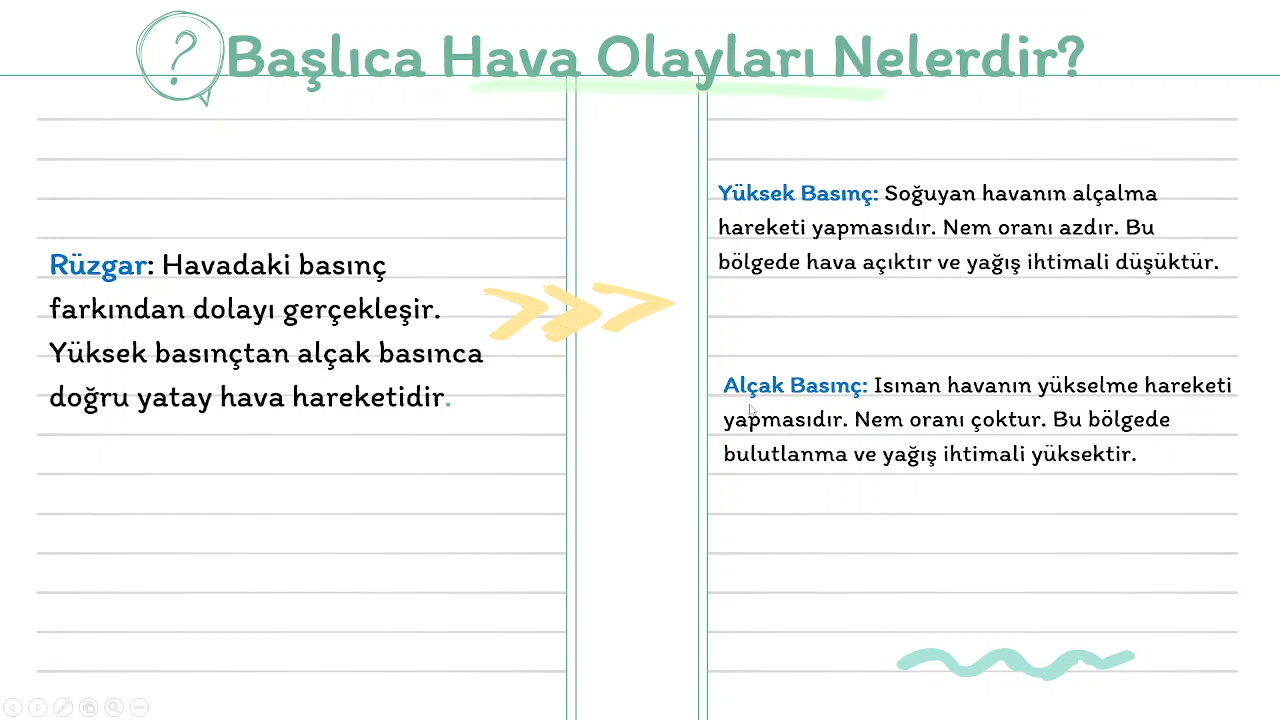 ? Başlıca Hava Olayları Nelerdir?
Rüzgar: Havadaki basınç
farkından dolayı gerçekleşir.
Yüksek basınçtan alçak basınca
doğru yatay hava hareketidir.
Yüksek Basınç: Soğuyan havanın alçalma
hareketi yapmasıdır. Nem oranı azdır. Bu
bölgede hava açıktır ve yağış ihtimali düşüktür.
Alçak Basınç: Isınan havanın yükselme hareketi
yapmasıdır. Nem oranı çoktur. Bu bölgede
bulutlanma ve yağış ihtimali yüksektir.